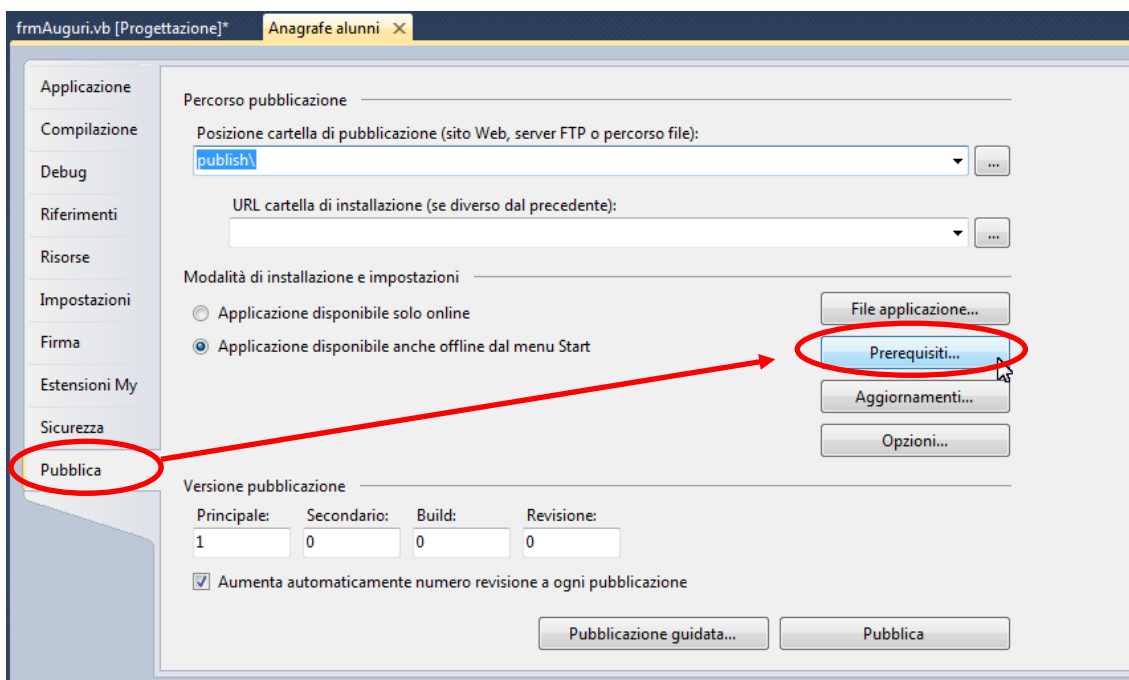 frmAuguri.vb [Progettazione]*
Anagrafe alunni
Applicazione
Compilazione
Debug
Riferimenti
Risorse
Impostazioni
Firma
Estensioni My
Sicurezza
Pubblica
Percorso pubblicazione
Posizione cartella di pubblicazione (sito Web, server FTP o percorso file):
publish\
...
URL cartella di installazione (se diverso dal precedente):
...
Modalità di installazione e impostazioni
Applicazione disponibile solo online
Applicazione disponibile anche offline dal menu Start
File applicazione...
Prerequisiti...
Aggiornamenti...
Opzioni...
Versione pubblicazione
Principale: Secondario: Build: Revisione:
1 0 0 0
Aumenta automaticamente numero revisione a ogni pubblicazione
Pubblicazione guidata... Pubblica